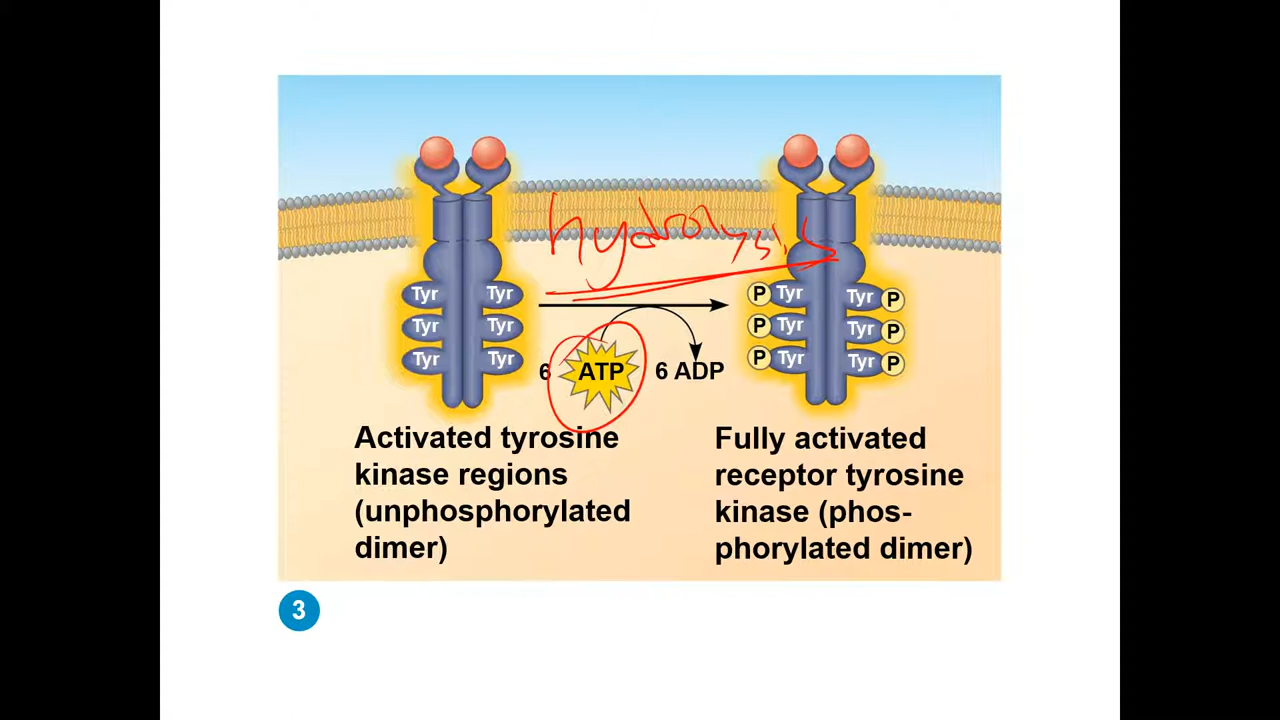 hydrolysis
Tyr Tyr P Tyr Tyr P
Tyr Tyr P Tyr Tyr P
Tyr Tyr P Tyr Tyr P
6 ATP 6 ADP
Activated tyrosine
kinase regions
(unphosphorylated
dimer)
Fully activated
receptor tyrosine
kinase (phos-
phorylated dimer)
3